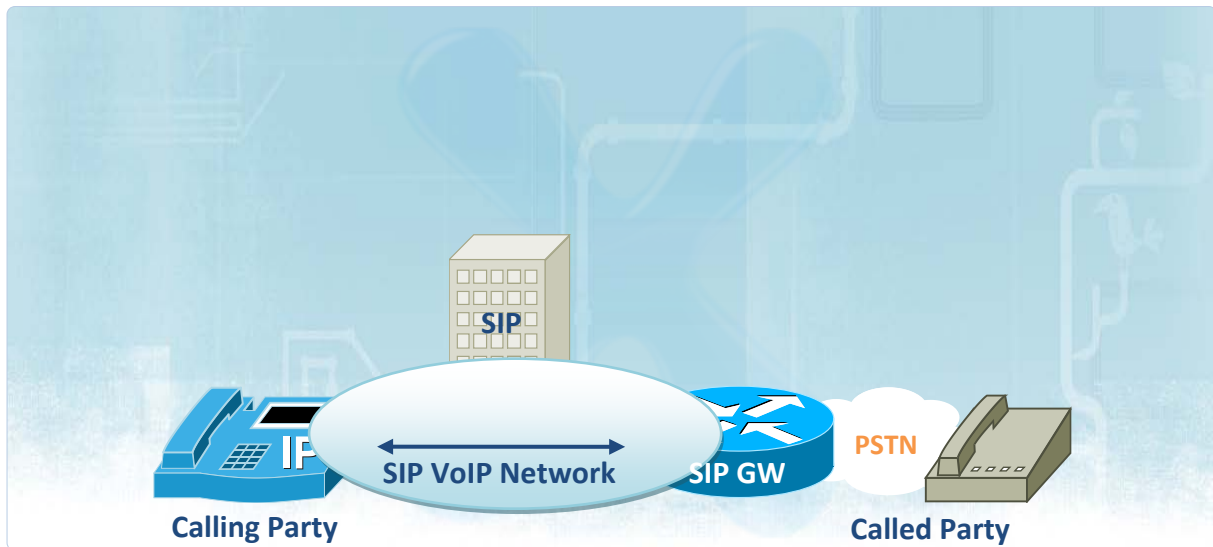 SIP
IP
SIP VoIP Network
SIP GW
PSTN
Calling Party
Called Party